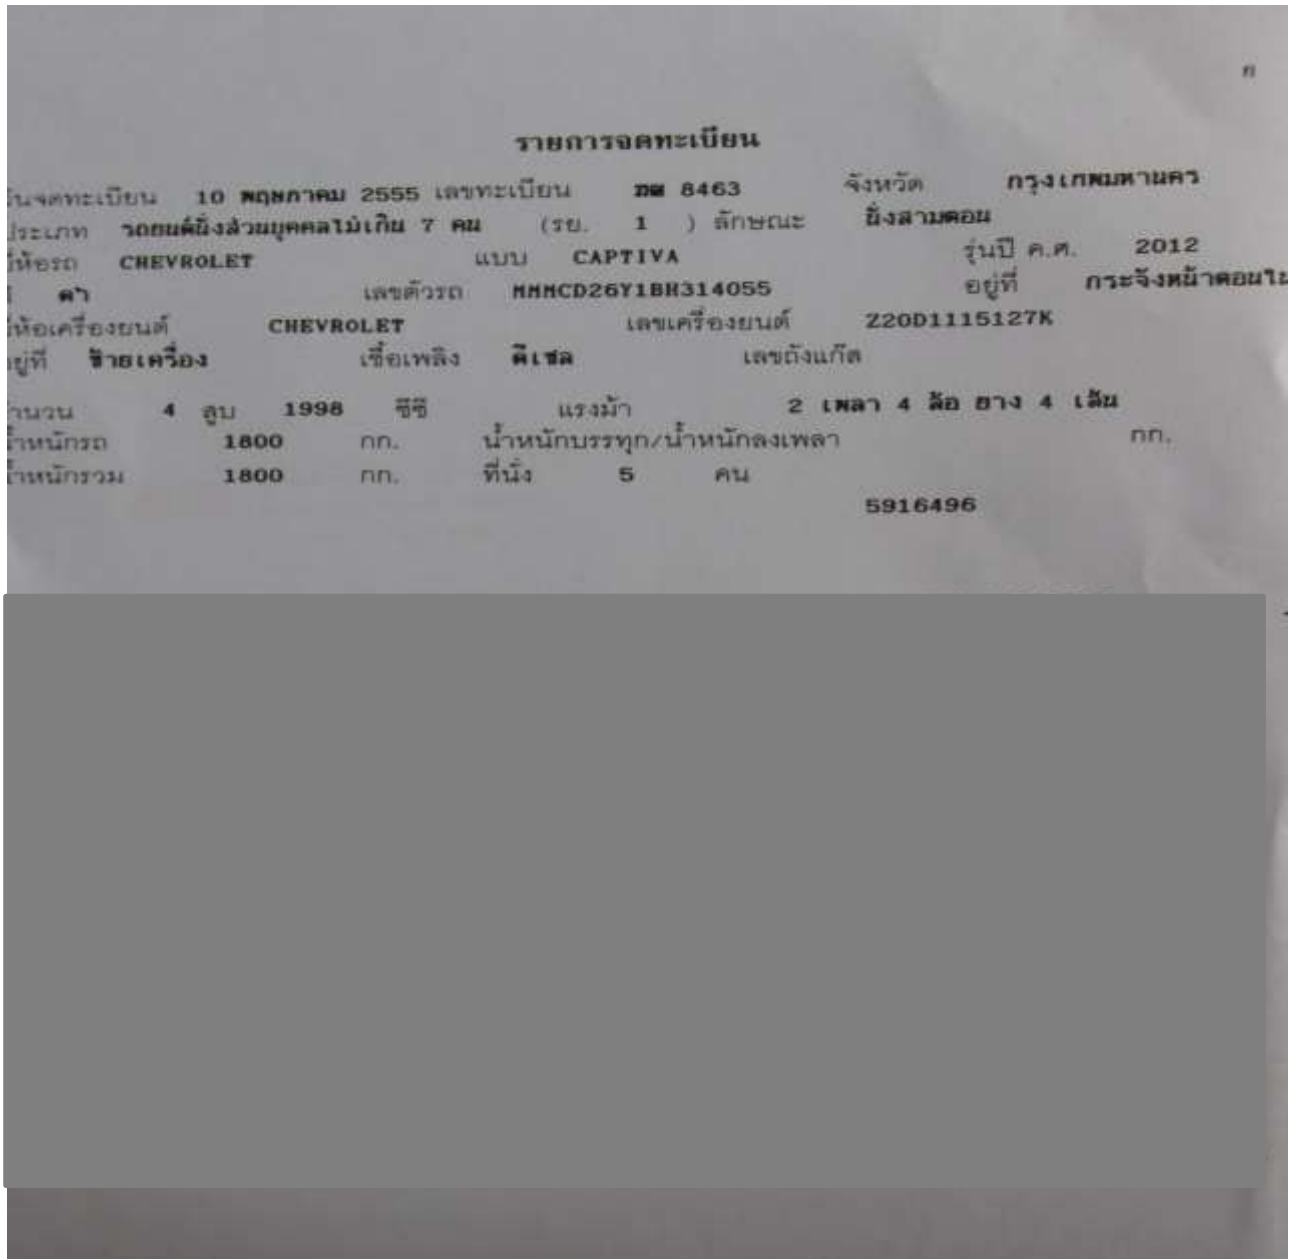 รายการจดทะเบียน
วันจดทะเบียน 10 พฤษภาคม 2555 เลขทะเบียน 8463 จังหวัด กรุงเทพมหานคร
ประเภท รถยนต์นั่งส่วนบุคคลไม่เกิน 7 คน (รย. 1 ) ลักษณะ นั่งสามตอน
ยี่ห้อรถ CHEVROLET แบบ CAPTIVA รุ่นปี ค.ศ. 2012
สี ดำ เลขตัวรถ MMMCD26Y1BH314055 อยู่ที่ กระจังหน้าตอนใน
ยี่ห้อเครื่องยนต์ CHEVROLET เลขเครื่องยนต์ Z20D1115127K
อยู่ที่ ซ้ายเครื่อง เชื้อเพลิง ดีเซล เลขถังแก๊ส
จำนวน 4 สูบ 1998 ซีซี แรงม้า 2 เพลา 4 ล้อ ยาง 4 เส้น
น้ำหนักรถ 1800 กก. น้ำหนักบรรทุก/น้ำหนักลงเพลา กก.
น้ำหนักรวม 1800 กก. ที่นั่ง 5 คน
5916496